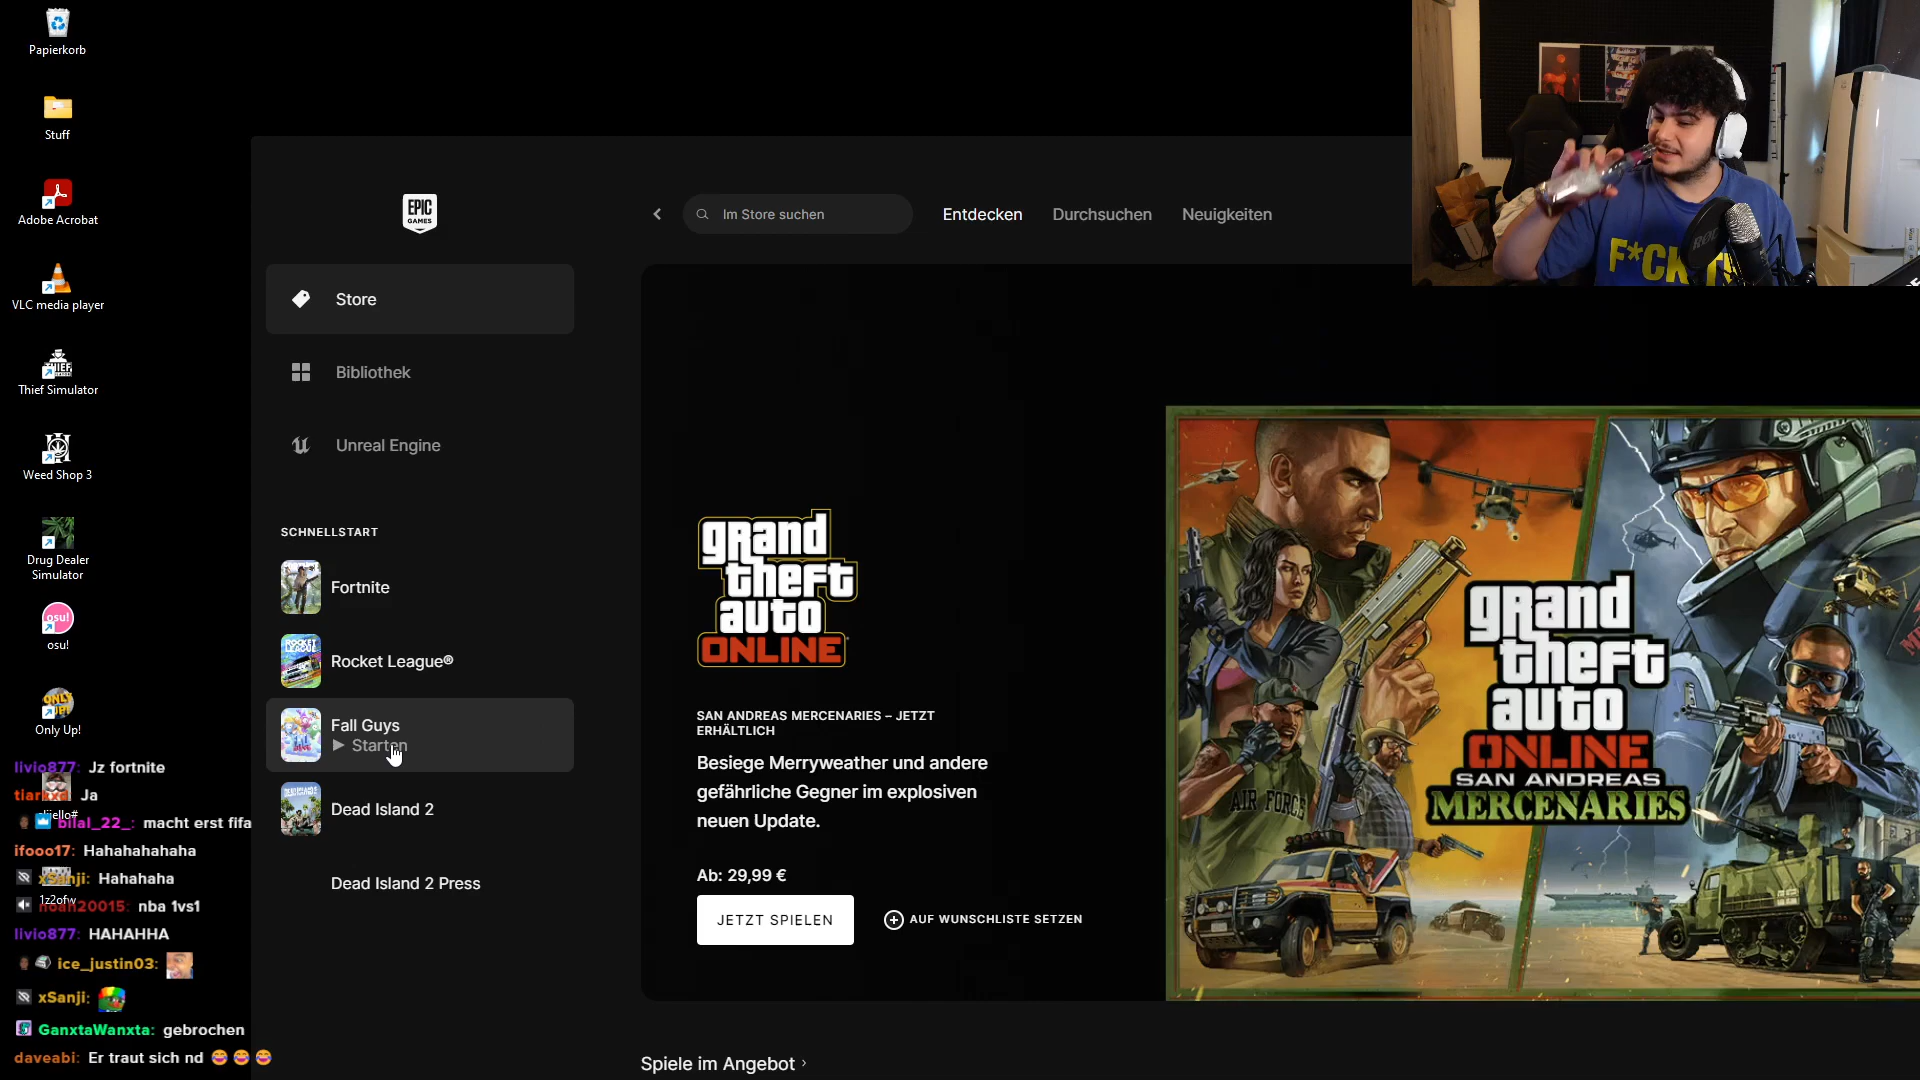 Papierkorb
Stuff
Adobe Acrobat
VLC media player
Thief Simulator
Weed Shop 3
Drug Dealer
Simulator
osu!
Only Up!
livio877: Jz fortnite
Ja
bilal_22_: macht erst fifa
ifooo17: Hahahahahaha
xSanji: Hahahaha
1z2ofw
noah20015: nba 1vs1
livio877: HAHAHHA
ice_justin03:
xSanji:
GanxtaWanxta: gebrochen
daveabi: Er traut sich nd 😂 😂 😂
EPIC
GAMES
Store
Bibliothek
Unreal Engine
SCHNELLSTART
Fortnite
Rocket League®
Fall Guys
Starten
Dead Island 2
Dead Island 2 Press
Im Store suchen
Entdecken
Durchsuchen
Neuigkeiten
grand
theft
auto
ONLINE
SAN ANDREAS MERCENARIES – JETZT
ERHÄLTLICH
Besiege Merryweather und andere
gefährliche Gegner im explosiven
neuen Update.
Ab: 29,99 €
JETZT SPIELEN
AUF WUNSCHLISTE SETZEN
grand
theft
auto
ONLINE
SAN ANDREAS
MERCENARIES
AIR FORCE
Spiele im Angebot
F*CK